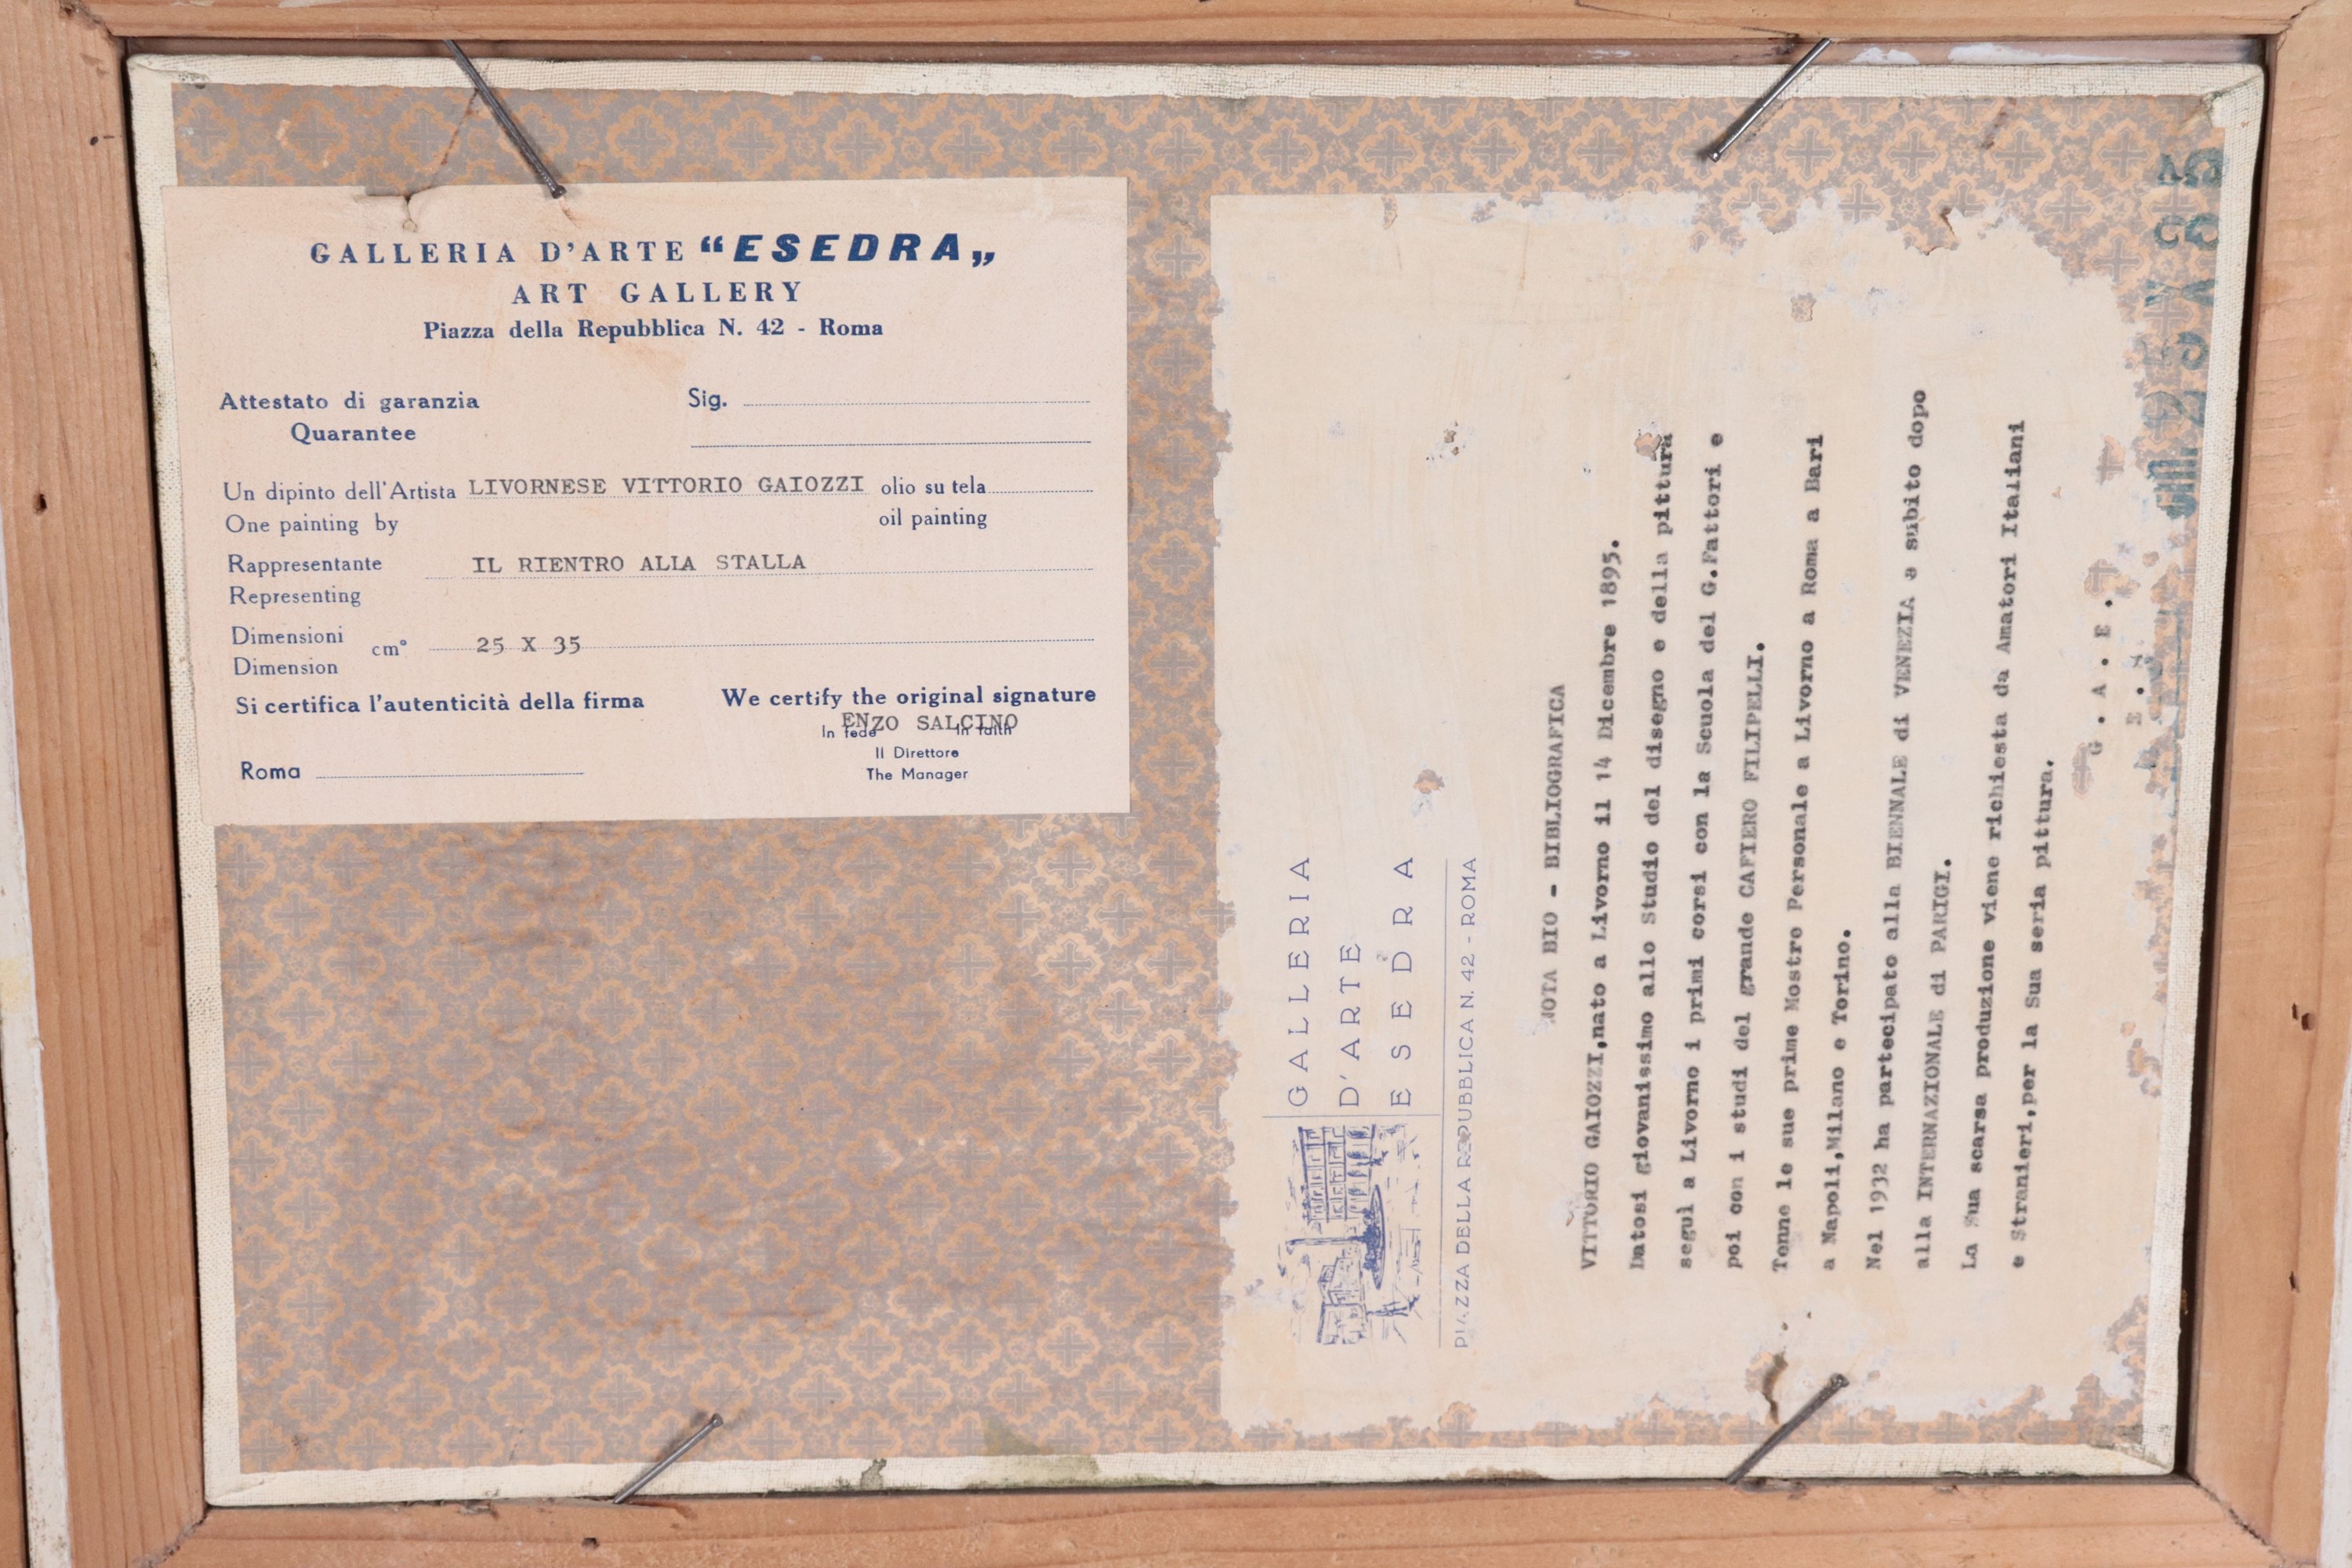 GALLERIA D'ARTE “ESEDRA„
ART GALLERY
Piazza della Repubblica N. 42 - Roma
Attestato di garanzia Sig.
Quarantee
Un dipinto dell'Artista LIVORNESE VITTORIO GAIOZZI olio su tela
One painting by oil painting
Rappresentante IL RIENTRO ALLA STALLA
Representing
Dimensioni cm° 25 X 35
Dimension
Si certifica l'autenticità della firma We certify the original signature
ENZO SALCINO
In fede In faith
Il Direttore
Roma The Manager
GALLERIA
D'ARTE
ESEDRA
PIAZZA DELLA REPUBBLICA N. 42 - ROMA
NOTA BIO - BIBLIOGRAFICA
VITTORIO GAIOZZI,nato a Livorno il 14 Dicembre 1895.
Datosi giovanissimo allo Studio del disegno e della pittura
seguì a Livorno i primi corsi con la Scuola del G.Fattori e
poi con i studi del grande CAFIERO FILIPELLI.
Tenne le sue prime Mostro Personale a Livorno a Roma a Bari
a Napoli,Milano e Torino.
Nel 1932 ha partecipato alla BIENNALE di VENEZIA e subito dopo
alla INTERNAZIONALE di PARIGI.
La Sua scarsa produzione viene richiesta da Amatori Italiani
e Stranieri,per la Sua seria pittura.
G.A.E.